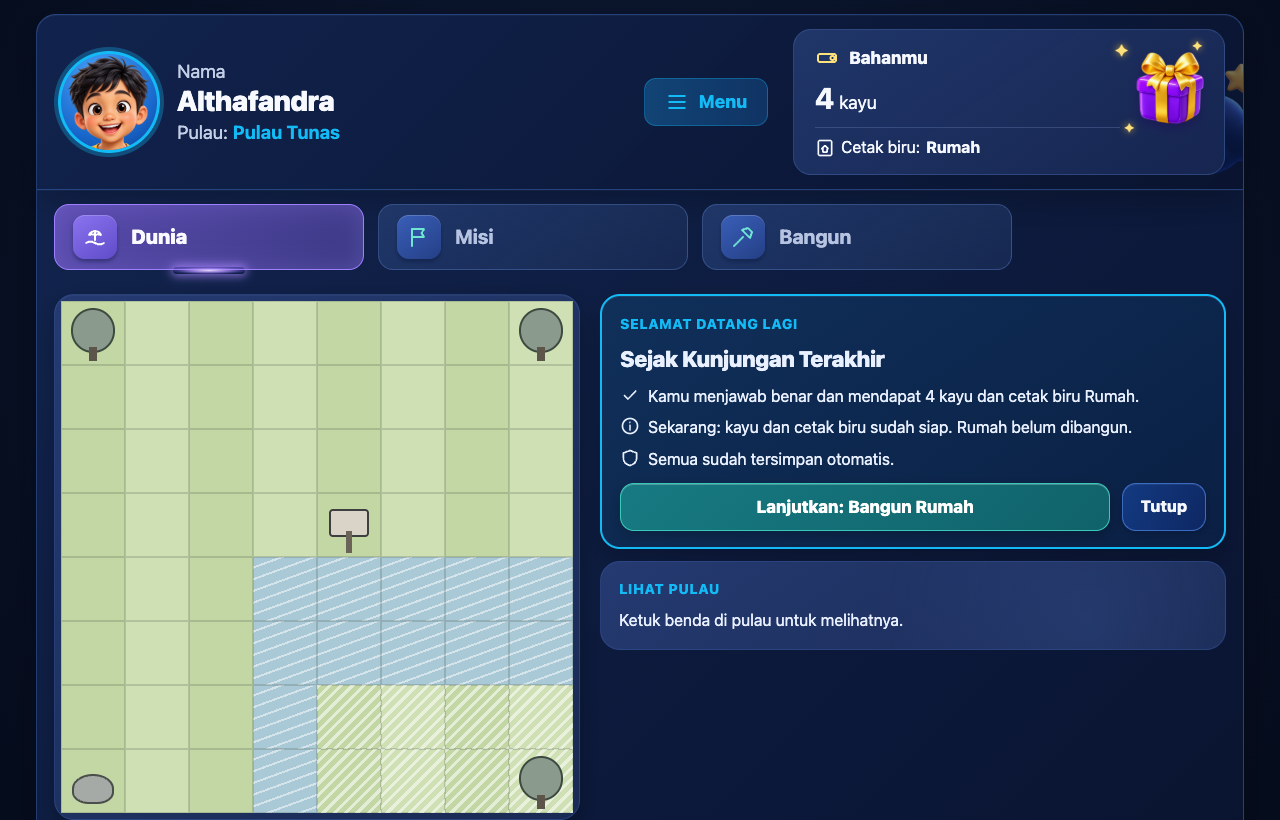 Nama
Althafandra
Pulau: Pulau Tunas
Menu
Bahanmu
4 kayu
Cetak biru: Rumah
Dunia
Misi
Bangun
SELAMAT DATANG LAGI
Sejak Kunjungan Terakhir
Kamu menjawab benar dan mendapat 4 kayu dan cetak biru Rumah.
Sekarang: kayu dan cetak biru sudah siap. Rumah belum dibangun.
Semua sudah tersimpan otomatis.
Lanjutkan: Bangun Rumah
Tutup
LIHAT PULAU
Ketuk benda di pulau untuk melihatnya.